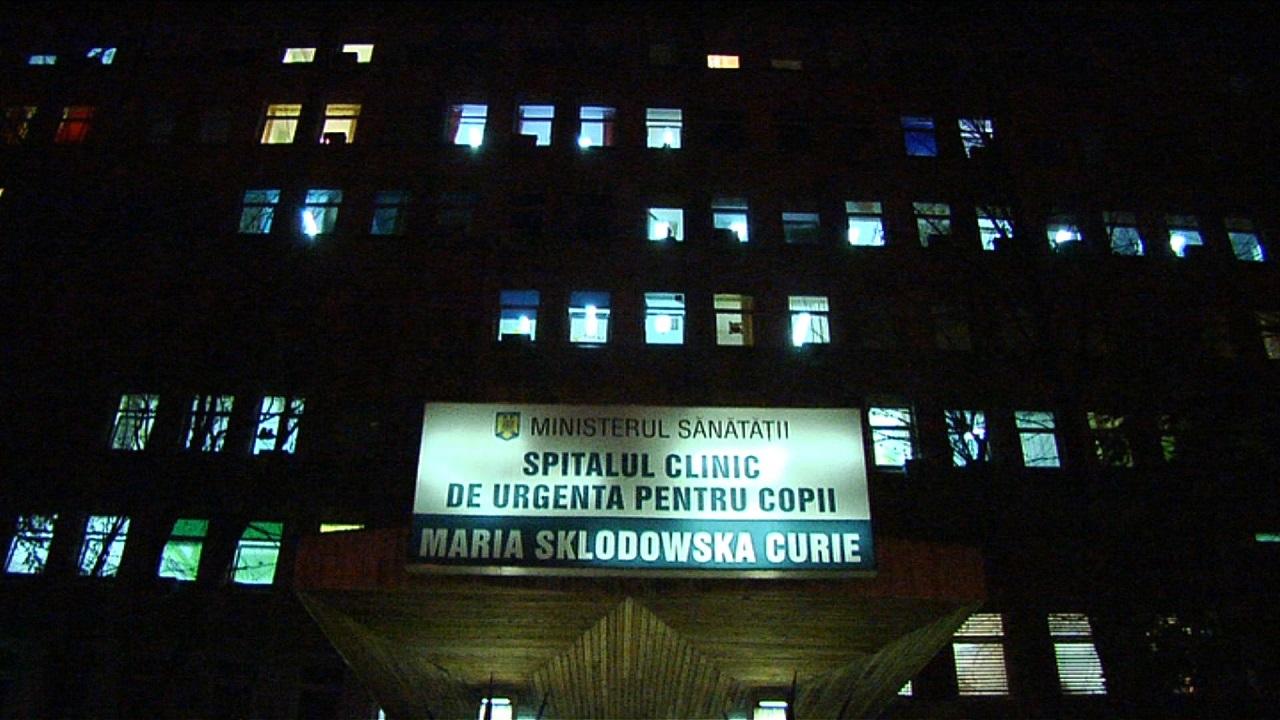 MINISTERUL SĂNĂTĂȚII
SPITALUL CLINIC
DE URGENTA PENTRU COPII
MARIA SKLODOWSKA CURIE